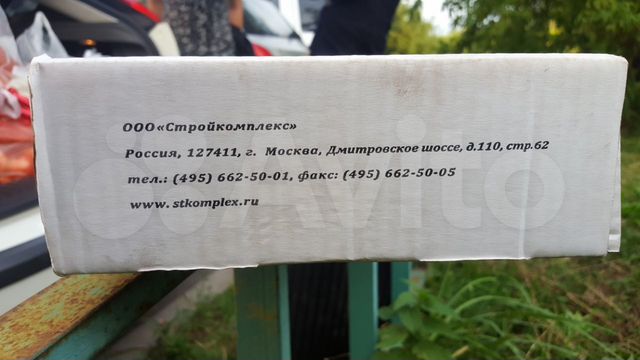 ООО«Стройкомплекс»
Россия, 127411, г. Москва, Дмитровское шоссе, д.110, стр.62
тел.: (495) 662-50-01, факс: (495) 662-50-05
www. stkomplex.ru
Avito